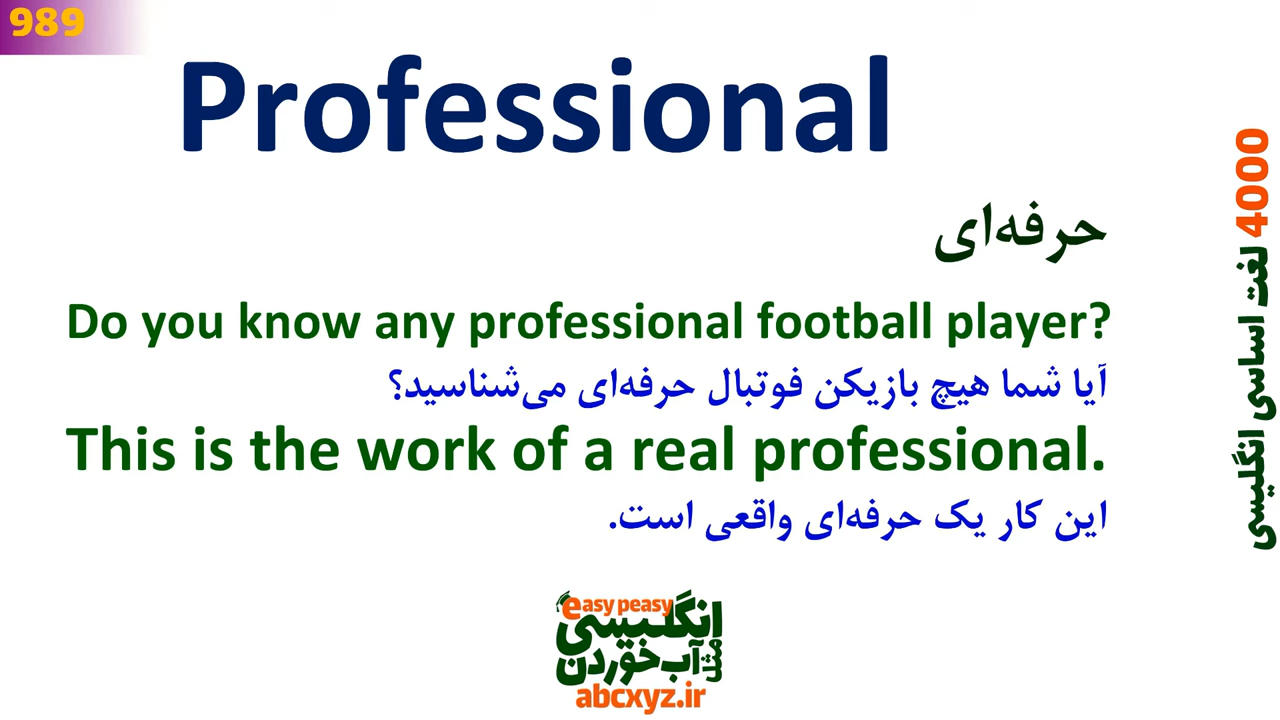 989
Professional
حرفه‌ای
Do you know any professional football player?
آیا شما هیچ بازیکن فوتبال حرفه‌ای می‌شناسید؟
This is the work of a real professional.
این کار یک حرفه‌ای واقعی است.
4000 لغت اساسی انگلیسی
easy peasy
انگلیسی
مثل آب خوردن
abcxyz.ir